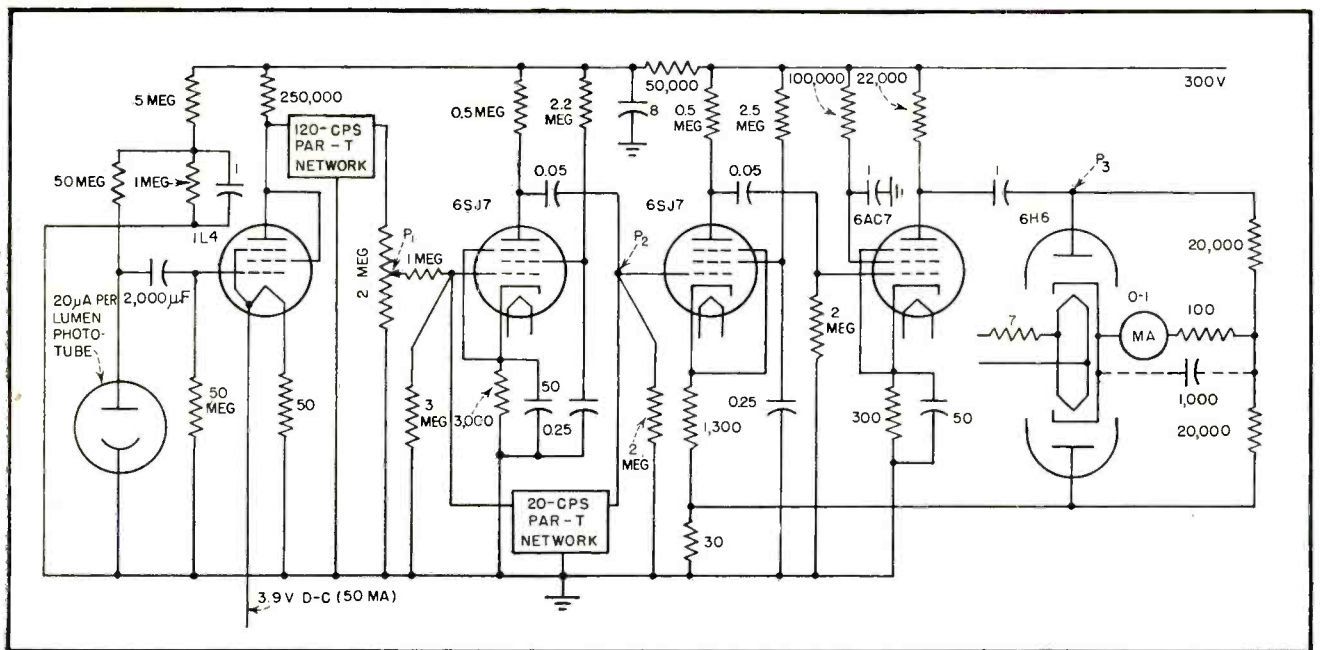 .5 MEG
250,000
120-CPS
PAR-T
NETWORK
50 MEG
1 MEG
1
1L4
2,000 µF
20µA PER
LUMEN
PHOTO-
TUBE
50
MEG
50
3.9V D-C (50 MA)
2 MEG
P1
1 MEG
3
MEG
0.5 MEG
2.2
MEG
0.05
6SJ7
3,000
50
0.25
20-CPS
PAR-T
NETWORK
8
50,000
P2
2
MEG
0.5
MEG
2.5
MEG
0.05
6SJ7
1,300
0.25
30
2
MEG
100,000
22,000
300V
1
6AC7
300
50
1
P3
6H6
7
0-1
MA
100
1,000
20,000
20,000